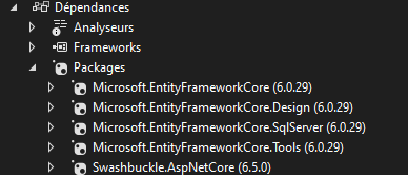 Dépendances
Analyseurs
Frameworks
Packages
Microsoft.EntityFrameworkCore (6.0.29)
Microsoft.EntityFrameworkCore.Design (6.0.29)
Microsoft.EntityFrameworkCore.SqlServer (6.0.29)
Microsoft.EntityFrameworkCore.Tools (6.0.29)
Swashbuckle.AspNetCore (6.5.0)